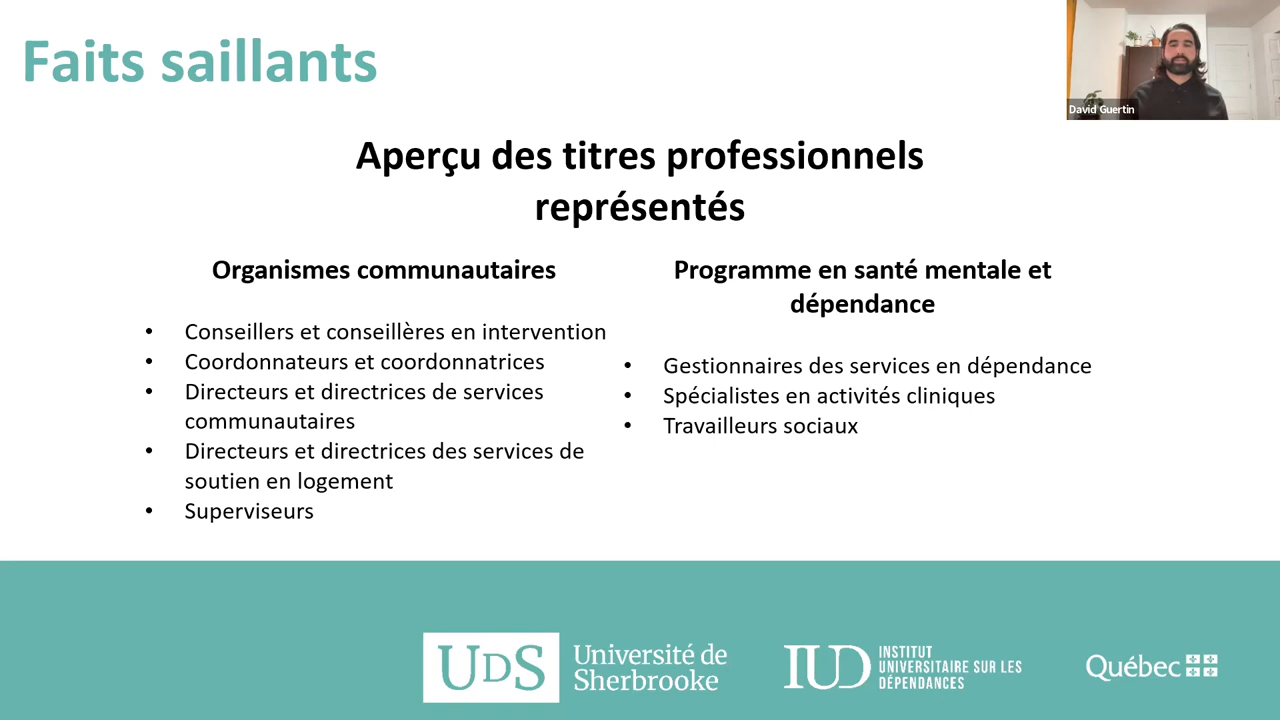 Faits saillants
David Guertin
Aperçu des titres professionnels
représentés
Organismes communautaires
• Conseillers et conseillères en intervention
• Coordonnateurs et coordonnatrices
• Directeurs et directrices de services
communautaires
• Directeurs et directrices des services de
soutien en logement
• Superviseurs
Programme en santé mentale et
dépendance
• Gestionnaires des services en dépendance
• Spécialistes en activités cliniques
• Travailleurs sociaux
UDS
Université de
Sherbrooke
IUD
INSTITUT
UNIVERSITAIRE SUR LES
DÉPENDANCES
Québec